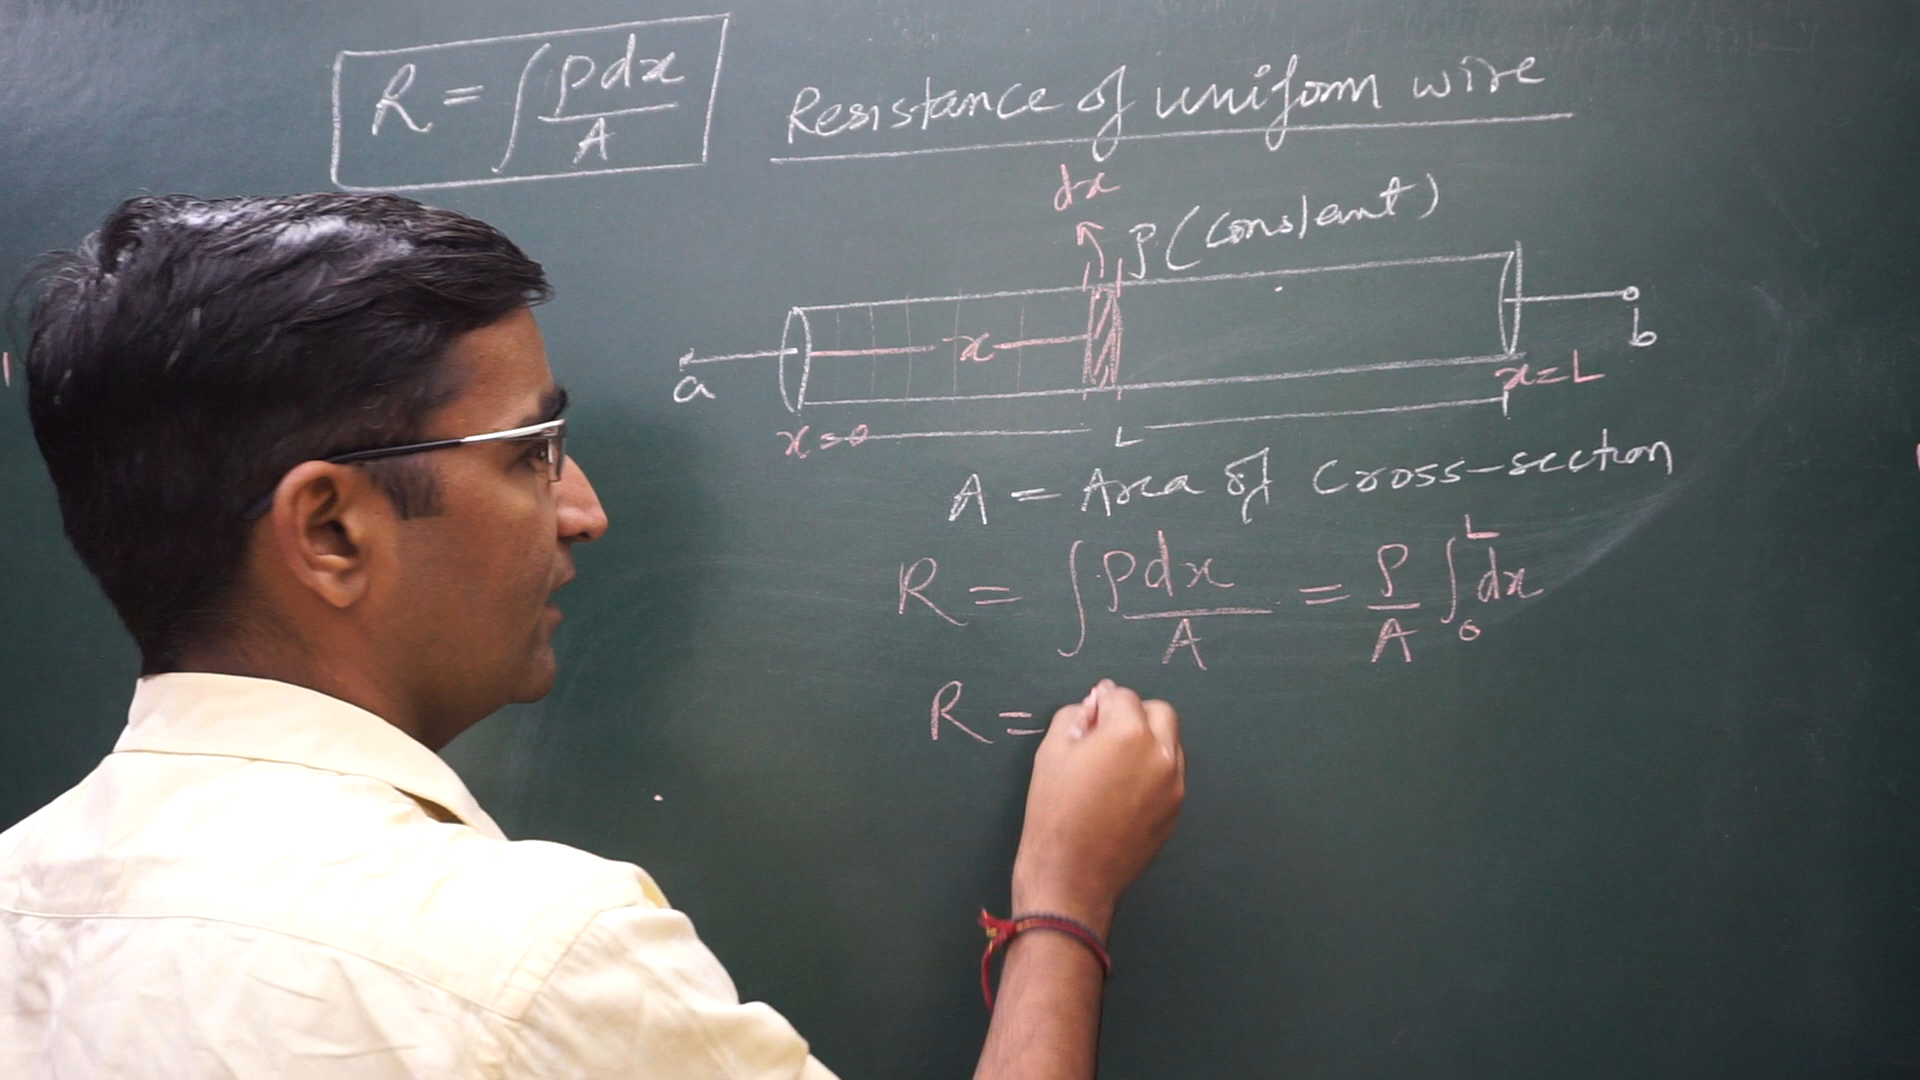 R = ∫ ρdx / A
Resistance of uniform wire
dx
ρ (constant)
x
a
b
x=0
L
x=L
A = Area of cross-section
R = ∫ ρdx / A = ρ/A ∫₀ᴸ dx
R =